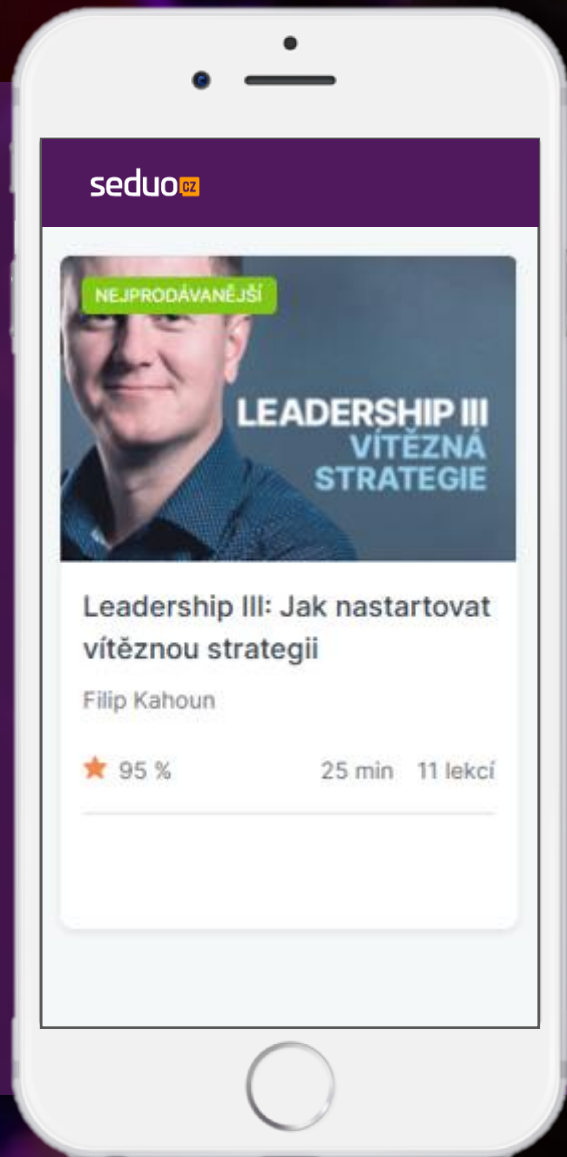 seduo CZ
NEJPRODÁVANĚJŠÍ
LEADERSHIP III
VÍTĚZNÁ
STRATEGIE
Leadership III: Jak nastartovat
vítěznou strategii
Filip Kahoun
95 % 25 min 11 lekcí